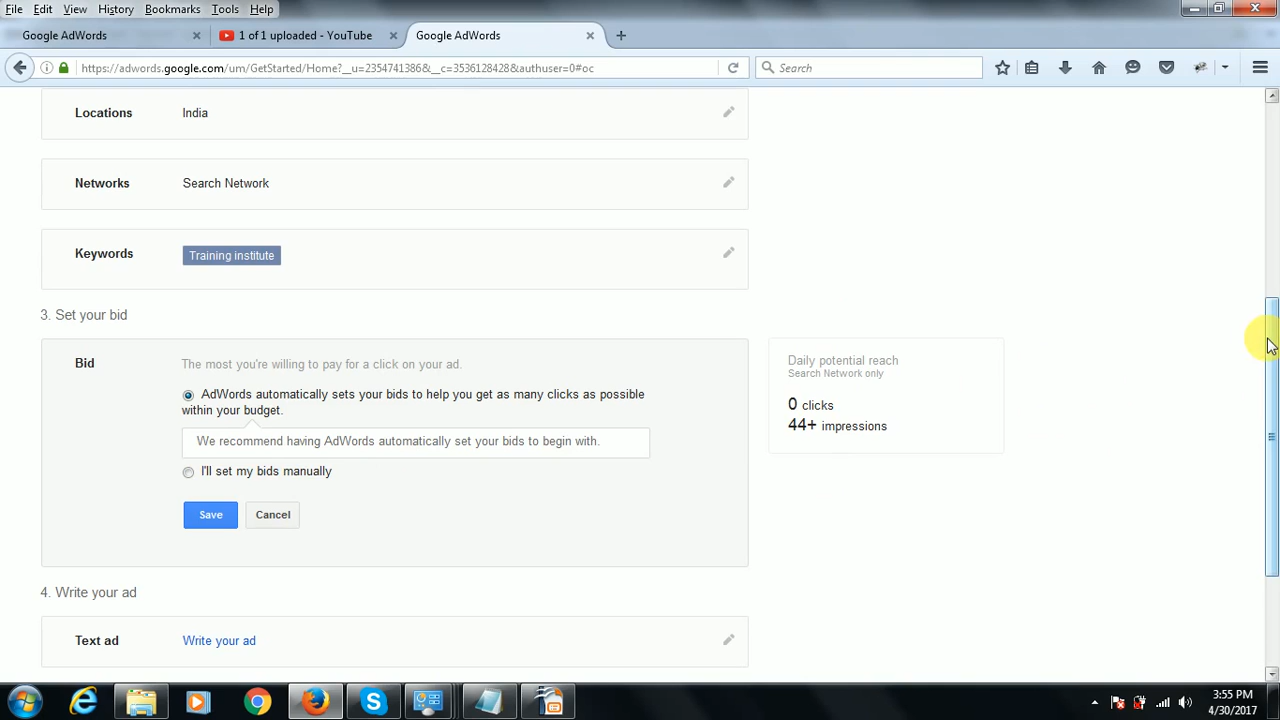 File Edit View History Bookmarks Tools Help
Google AdWords
1 of 1 uploaded - YouTube
Google AdWords
https://adwords.google.com/um/GetStarted/Home?__u=2354741386&__c=3536128428&authuser=0#oc
Search
Locations India
Networks Search Network
Keywords Training institute
3. Set your bid
Bid The most you're willing to pay for a click on your ad.
AdWords automatically sets your bids to help you get as many clicks as possible
within your budget.
We recommend having AdWords automatically set your bids to begin with.
I'll set my bids manually
Save Cancel
Daily potential reach
Search Network only
0 clicks
44+ impressions
4. Write your ad
Text ad Write your ad
3:55 PM
4/30/2017